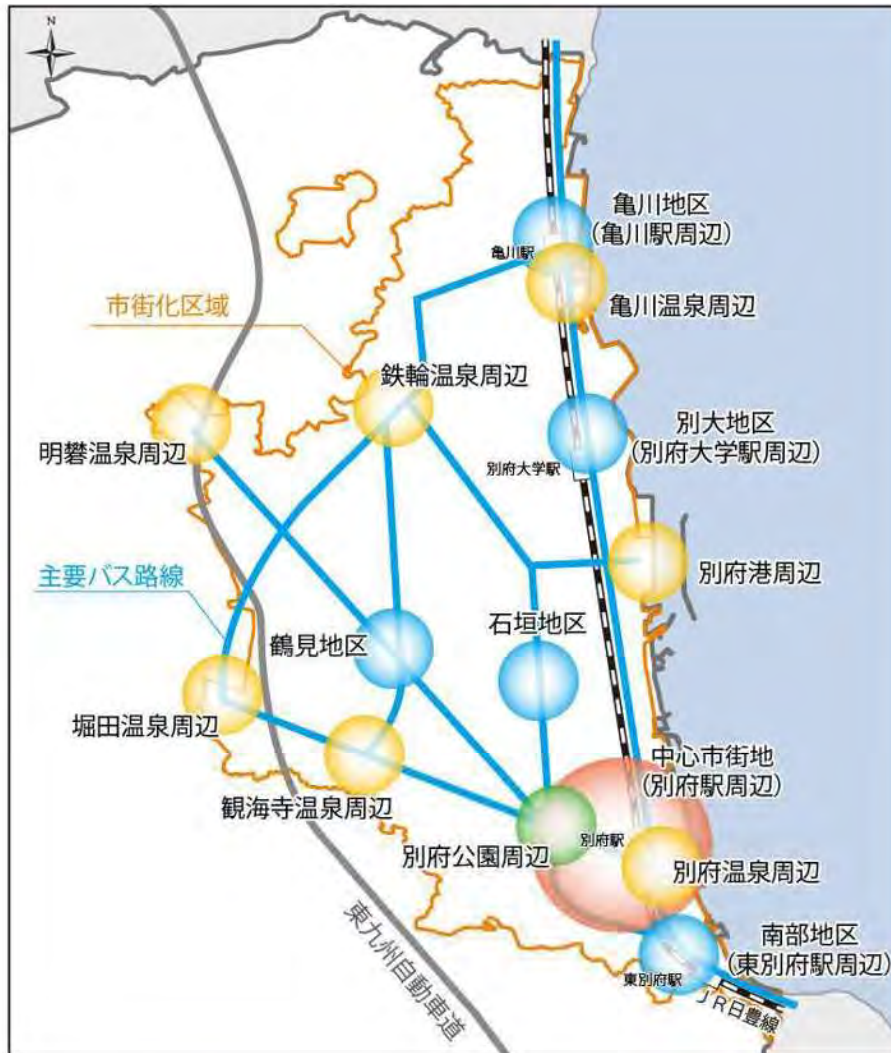 N
亀川地区
(亀川駅周辺)
亀川駅
市街化区域
亀川温泉周辺
鉄輪温泉周辺
別大地区
(別府大学駅周辺)
明礬温泉周辺
別府大学駅
主要バス路線
別府港周辺
石垣地区
鶴見地区
堀田温泉周辺
中心市街地
(別府駅周辺)
観海寺温泉周辺
別府駅
別府公園周辺
別府温泉周辺
東九州自動車道
南部地区
(東別府駅周辺)
東別府駅
JR日豊線